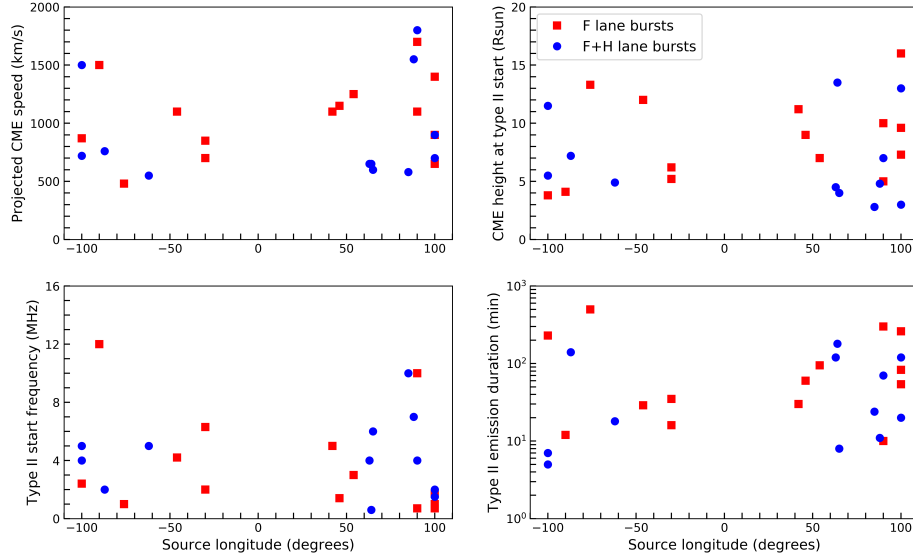 2000
1500
1000
500
0
Projected CME speed (km/s)
−100 −50 0 50 100
20
15
10
5
0
CME height at type II start (Rsun)
F lane bursts
F+H lane bursts
−100 −50 0 50 100
16
12
8
4
0
Type II start frequency (MHz)
−100 −50 0 50 100
Source longitude (degrees)
10³
10²
10¹
10⁰
Type II emission duration (min)
−100 −50 0 50 100
Source longitude (degrees)